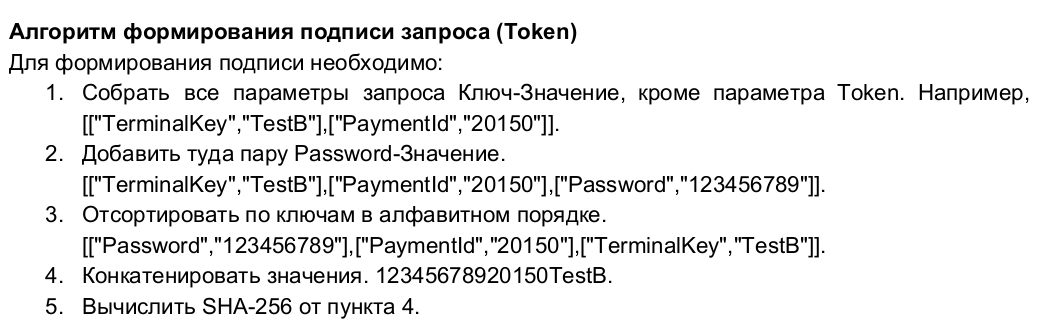 Алгоритм формирования подписи запроса (Token)
Для формирования подписи необходимо:
1. Собрать все параметры запроса Ключ-Значение, кроме параметра Token. Например,
[["TerminalKey","TestB"],["PaymentId","20150"]].
2. Добавить туда пару Password-Значение.
[["TerminalKey","TestB"],["PaymentId","20150"],["Password","123456789"]].
3. Отсортировать по ключам в алфавитном порядке.
[["Password","123456789"],["PaymentId","20150"],["TerminalKey","TestB"]].
4. Конкатенировать значения. 12345678920150TestB.
5. Вычислить SHA-256 от пункта 4.